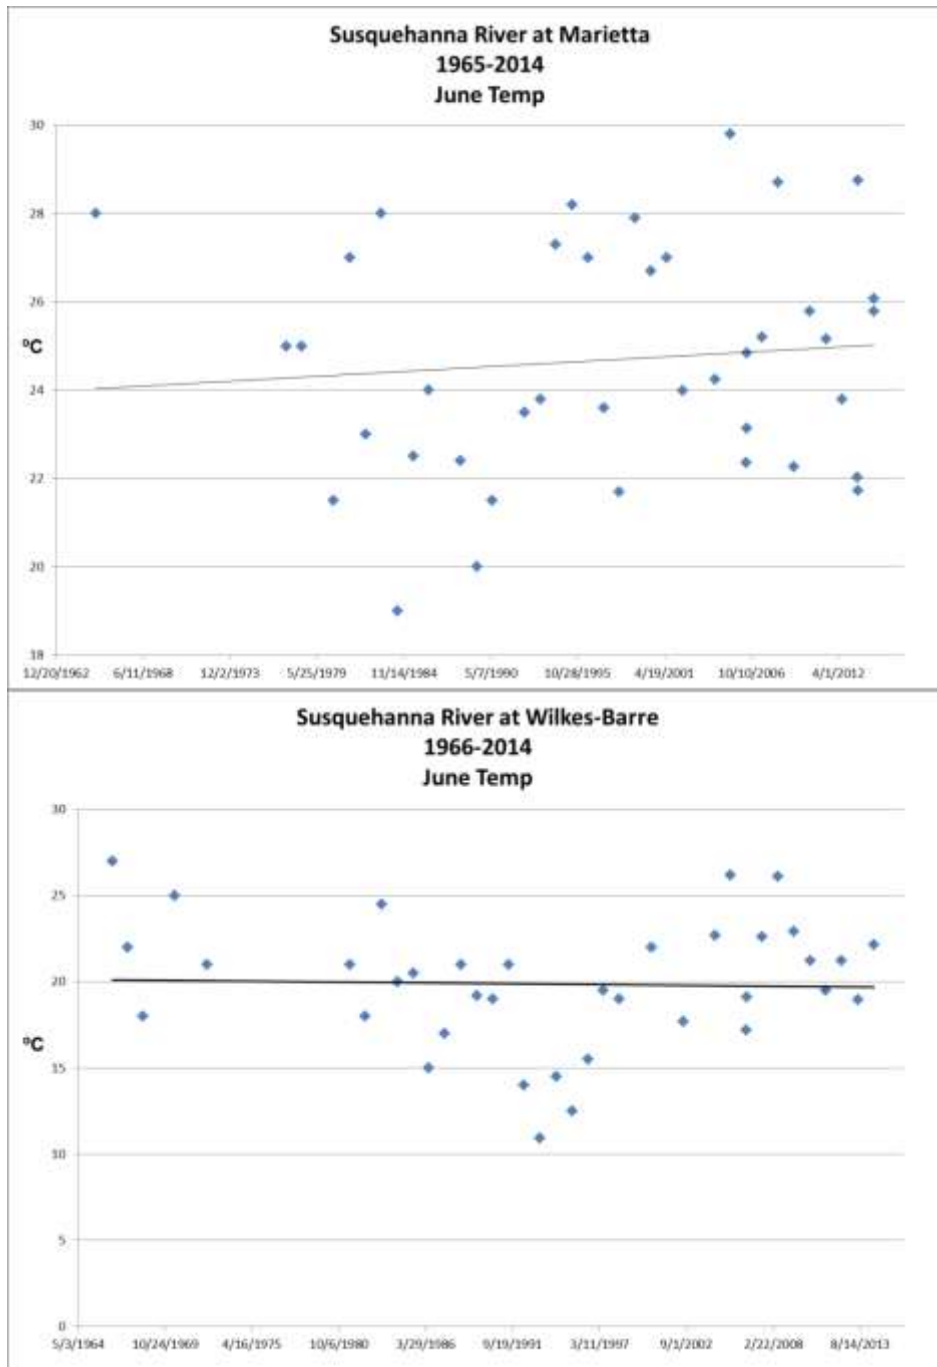 Susquehanna River at Marietta
1965-2014
June Temp
30
28
26
ºC
24
22
20
18
12/20/1962 6/11/1968 12/2/1973 5/25/1979 11/14/1984 5/7/1990 10/28/1995 4/19/2001 10/10/2006 4/1/2012
Susquehanna River at Wilkes-Barre
1966-2014
June Temp
30
25
20
ºC
15
10
5
0
5/3/1964 10/24/1969 4/16/1975 10/6/1980 3/29/1986 9/19/1991 3/11/1997 9/1/2002 2/22/2008 8/14/2013